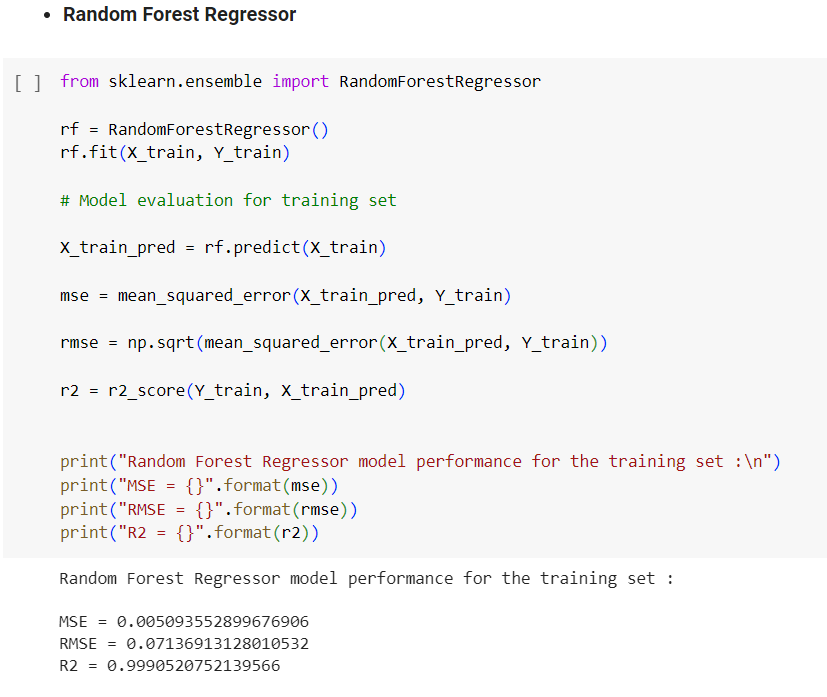 • Random Forest Regressor
[ ] from sklearn.ensemble import RandomForestRegressor
rf = RandomForestRegressor()
rf.fit(X_train, Y_train)
# Model evaluation for training set
X_train_pred = rf.predict(X_train)
mse = mean_squared_error(X_train_pred, Y_train)
rmse = np.sqrt(mean_squared_error(X_train_pred, Y_train))
r2 = r2_score(Y_train, X_train_pred)
print("Random Forest Regressor model performance for the training set :\n")
print("MSE = {}".format(mse))
print("RMSE = {}".format(rmse))
print("R2 = {}".format(r2))
Random Forest Regressor model performance for the training set :
MSE = 0.005093552899676906
RMSE = 0.07136913128010532
R2 = 0.9990520752139566